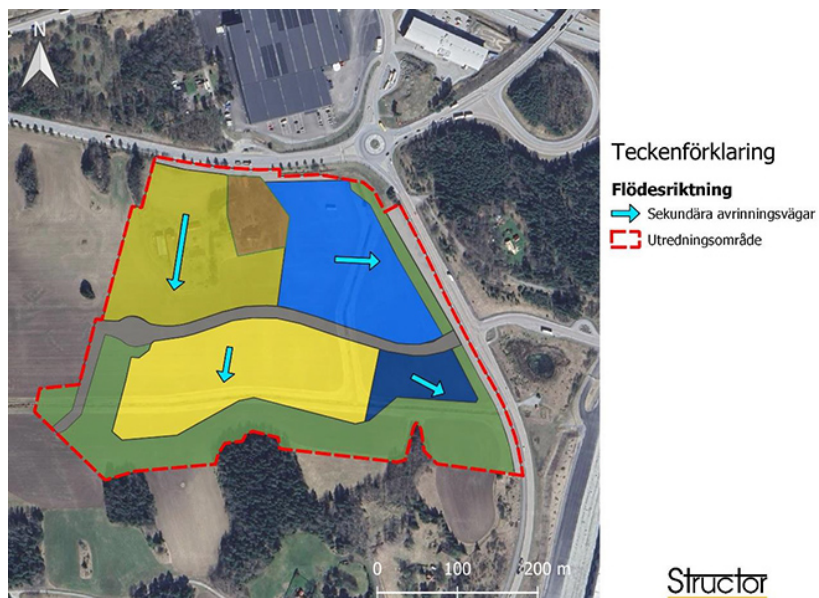 N
Teckenförklaring
Flödesriktning
Sekundära avrinningsvägar
Utredningsområde
0 100 200 m
Structor